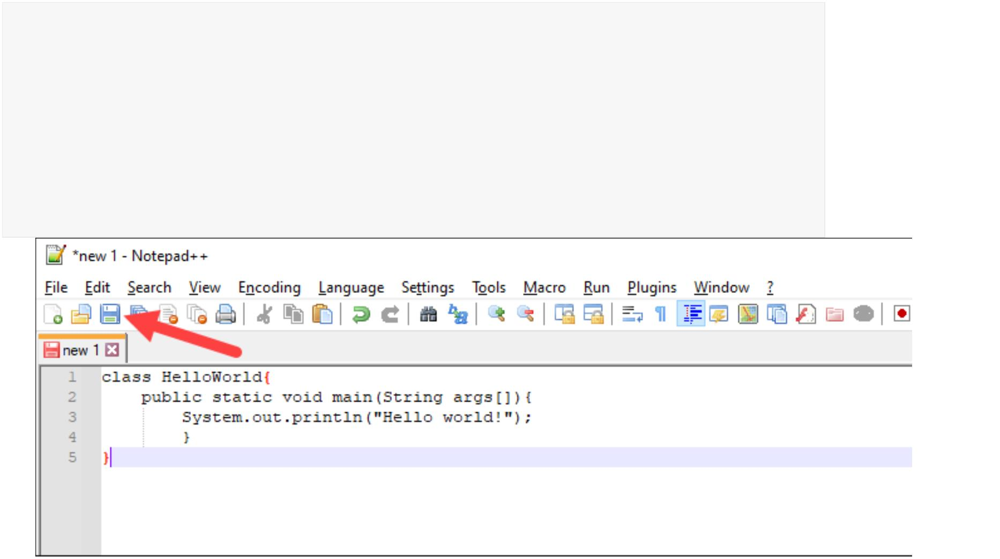 *new 1 - Notepad++
File Edit Search View Encoding Language Settings Tools Macro Run Plugins Window ?
new 1
1 class HelloWorld{
2 public static void main(String args[]){
3 System.out.println("Hello world!");
4 }
5 }